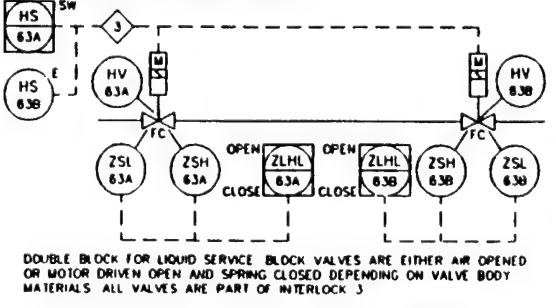 HS
63A
SW
3
HS
63B
E
HV
63A
M
S
M
S
HV
63B
FC
FC
ZSL
63A
ZSH
63A
OPEN
CLOSE
ZLHL
63A
OPEN
CLOSE
ZLHL
63B
ZSH
63B
ZSL
63B
DOUBLE BLOCK FOR LIQUID SERVICE BLOCK VALVES ARE EITHER AIR OPENED
OR MOTOR DRIVEN OPEN AND SPRING CLOSED DEPENDING ON VALVE BODY
MATERIALS ALL VALVES ARE PART OF INTERLOCK 3